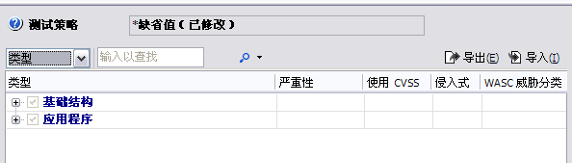 测试策略 *缺省值（已修改）
类型 输入以查找 导出(E) 导入(I)
类型 严重性 使用 CVSS 侵入式 WASC 威胁分类
基础结构
应用程序